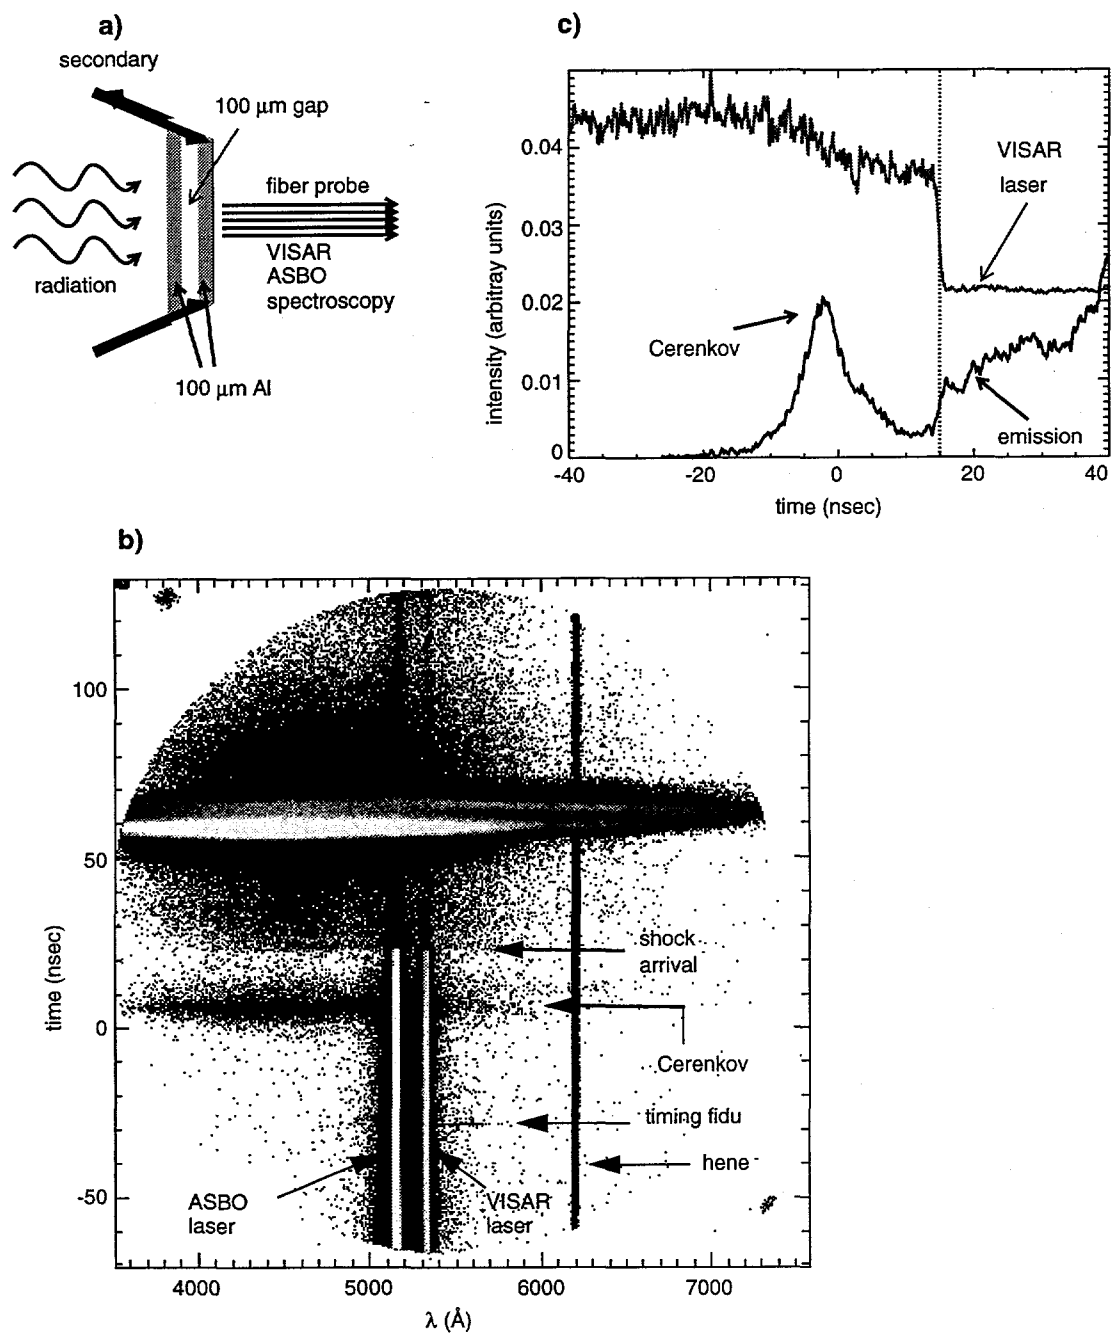 a)
secondary
100 μm gap
fiber probe
VISAR
ASBO
spectroscopy
radiation
100 μm Al
c)
intensity (arbitray units)
0.04
0.03
0.02
0.01
0
VISAR
laser
Cerenkov
emission
-40
-20
0
20
40
time (nsec)
b)
time (nsec)
100
50
0
-50
shock
arrival
Cerenkov
timing fidu
hene
ASBO
laser
VISAR
laser
4000
5000
6000
7000
λ (Å)